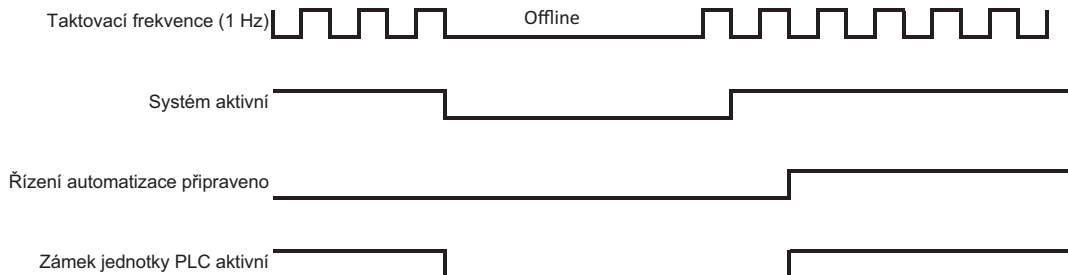 Taktovací frekvence (1 Hz)
Offline
Systém aktivní
Řízení automatizace připraveno
Zámek jednotky PLC aktivní